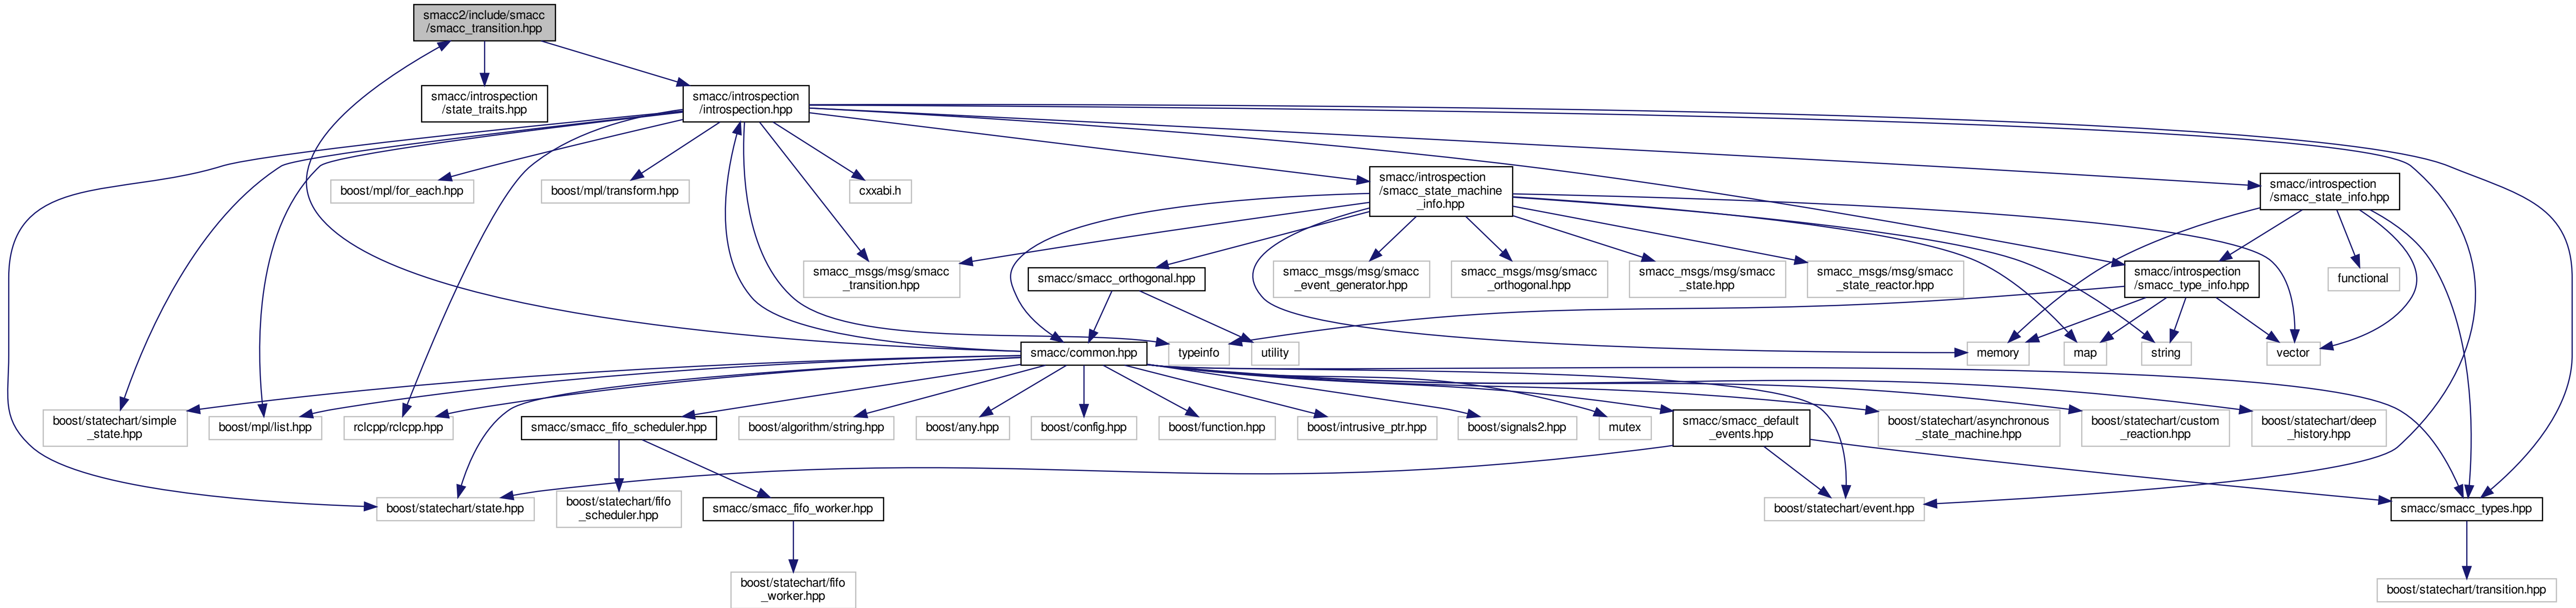 smacc2/include/smacc
/smacc_transition.hpp
smacc/introspection
/state_traits.hpp
smacc/introspection
/introspection.hpp
boost/mpl/for_each.hpp
boost/mpl/transform.hpp
cxxabi.h
smacc/introspection
/smacc_state_machine
_info.hpp
smacc/introspection
/smacc_state_info.hpp
smacc_msgs/msg/smacc
_transition.hpp
smacc/smacc_orthogonal.hpp
smacc_msgs/msg/smacc
_event_generator.hpp
smacc_msgs/msg/smacc
_orthogonal.hpp
smacc_msgs/msg/smacc
_state.hpp
smacc_msgs/msg/smacc
_state_reactor.hpp
smacc/introspection
/smacc_type_info.hpp
functional
smacc/common.hpp
typeinfo
utility
memory
map
string
vector
boost/statechart/simple
_state.hpp
boost/mpl/list.hpp
rclcpp/rclcpp.hpp
smacc/smacc_fifo_scheduler.hpp
boost/algorithm/string.hpp
boost/any.hpp
boost/config.hpp
boost/function.hpp
boost/intrusive_ptr.hpp
boost/signals2.hpp
mutex
smacc/smacc_default
_events.hpp
boost/statechart/asynchronous
_state_machine.hpp
boost/statechart/custom
_reaction.hpp
boost/statechart/deep
_history.hpp
boost/statechart/state.hpp
boost/statechart/fifo
_scheduler.hpp
smacc/smacc_fifo_worker.hpp
boost/statechart/event.hpp
smacc/smacc_types.hpp
boost/statechart/fifo
_worker.hpp
boost/statechart/transition.hpp